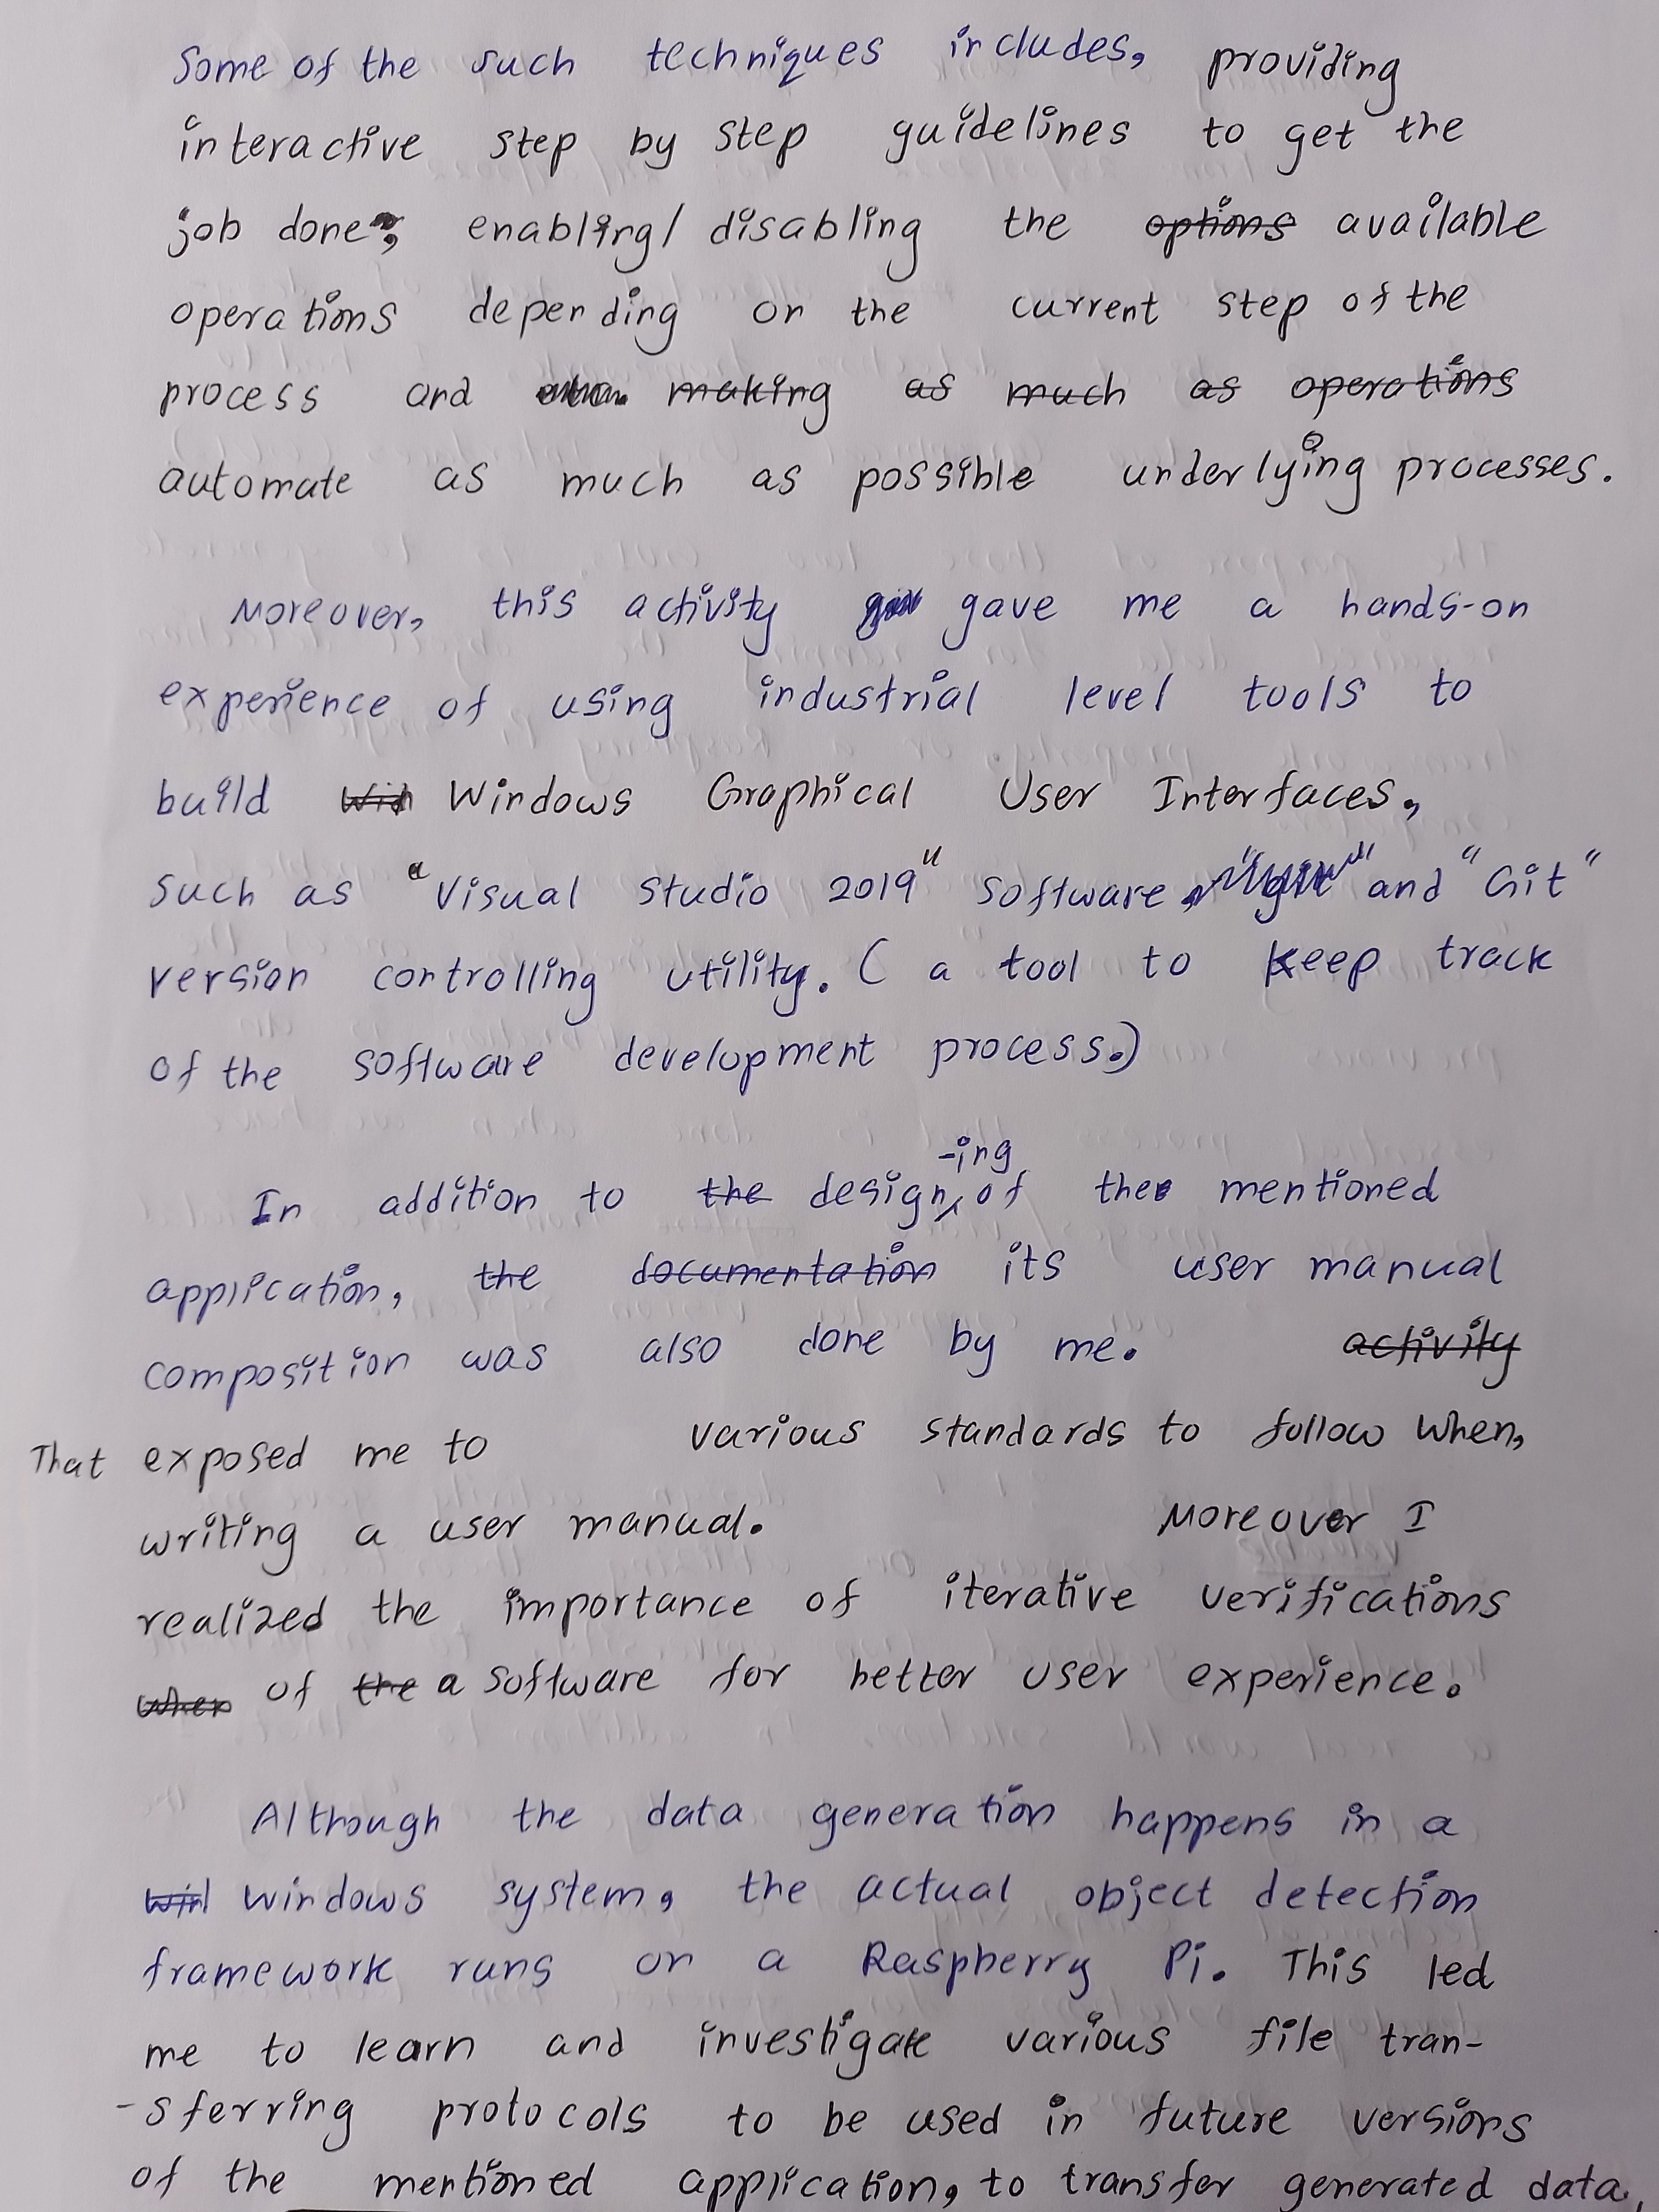 Some of the such techniques includes, providing
interactive step by step guidelines to get the
job done, enabling/ disabling the options available
operations depending on the current step of the
process and making as much as operations
automate as much as possible underlying processes.
Moreover, this activity gave me a hands-on
experience of using industrial level tools to
build Win Windows Graphical User Interfaces,
such as "Visual Studio 2019" software "git" and "Git"
version controlling utility. ( a tool to keep track
of the software development process.)
-ing
In addition to the design of the mentioned
application, the documentation its user manual
composition was also done by me. activity
That exposed me to various standards to follow when,
writing a user manual. Moreover I
realized the importance of iterative verifications
when of the a software for better user experience.
Although the data generation happens in a
win windows system, the actual object detection
framework runs on a Raspberry Pi. This led
me to learn and investigate various file tran-
-sferring protocols to be used in future versions
of the mentioned application, to transfer generated data,